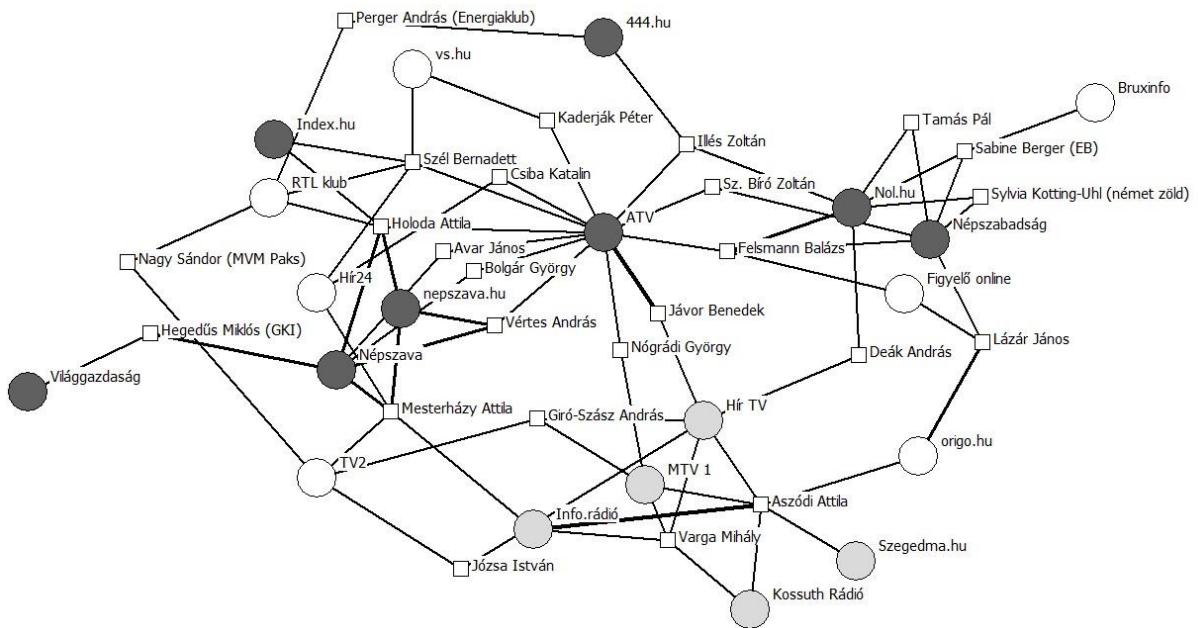 Perger András (Energiaklub)
444.hu
vs.hu
Bruxinfo
Kaderják Péter
Tamás Pál
Index.hu
Illés Zoltán
Sabine Berger (EB)
Szél Bernadett
Csiba Katalin
RTL klub
Sz. Bíró Zoltán
Nol.hu
Sylvia Kotting-Uhl (német zöld)
ATV
Népszabadság
Holoda Attila
Avar János
Felsmann Balázs
Nagy Sándor (MVM Paks)
Bolgár György
Hír24
nepszava.hu
Figyelő online
Jávor Benedek
Hegedűs Miklós (GKI)
Vértes András
Lázár János
Népszava
Nógrádi György
Deák András
Világgazdaság
Mesterházy Attila
Giró-Szász András
Hír TV
origo.hu
TV2
MTV 1
Aszódi Attila
Info.rádió
Varga Mihály
Szegedma.hu
Józsa István
Kossuth Rádió